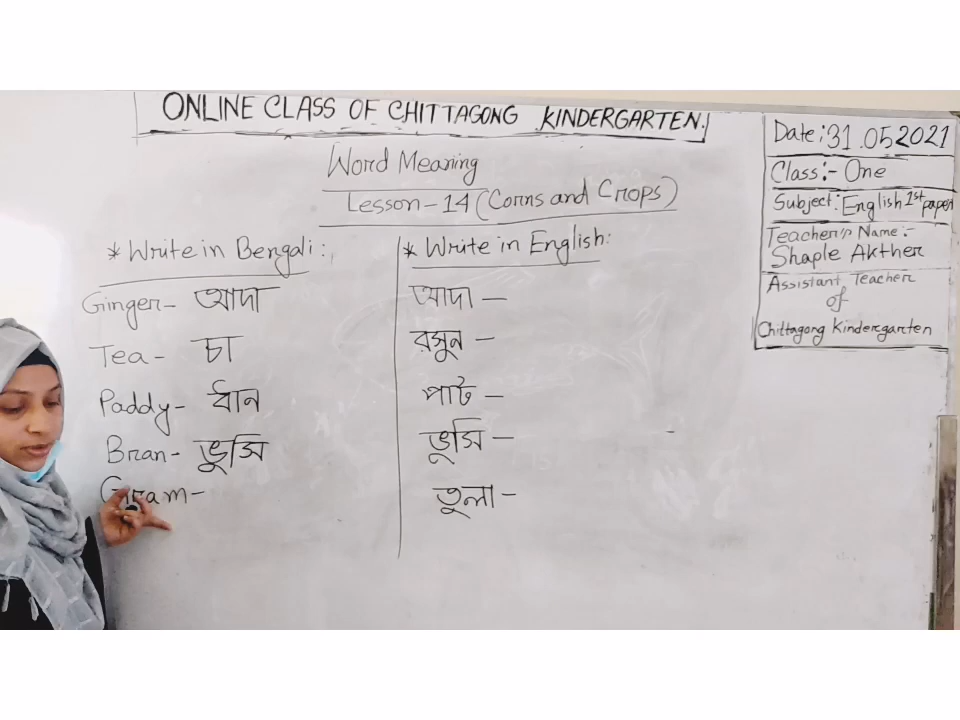 ONLINE CLASS OF CHITTAGONG KINDERGARTEN.
Word Meaning
Lesson-14 (Corns and Crops)
* Write in Bengali:
Ginger- আদা
Tea- চা
Paddy- ধান
Bran- ভুসি
Gram-
* Write in English:
আদা -
রসুন -
পাট -
ভূসি -
তুলা -
Date: 31.05.2021
Class:- One
Subject: English 1st paper
Teacher's Name:-
Shaple Akther
Assistant Teacher
of
Chittagong Kindergarten